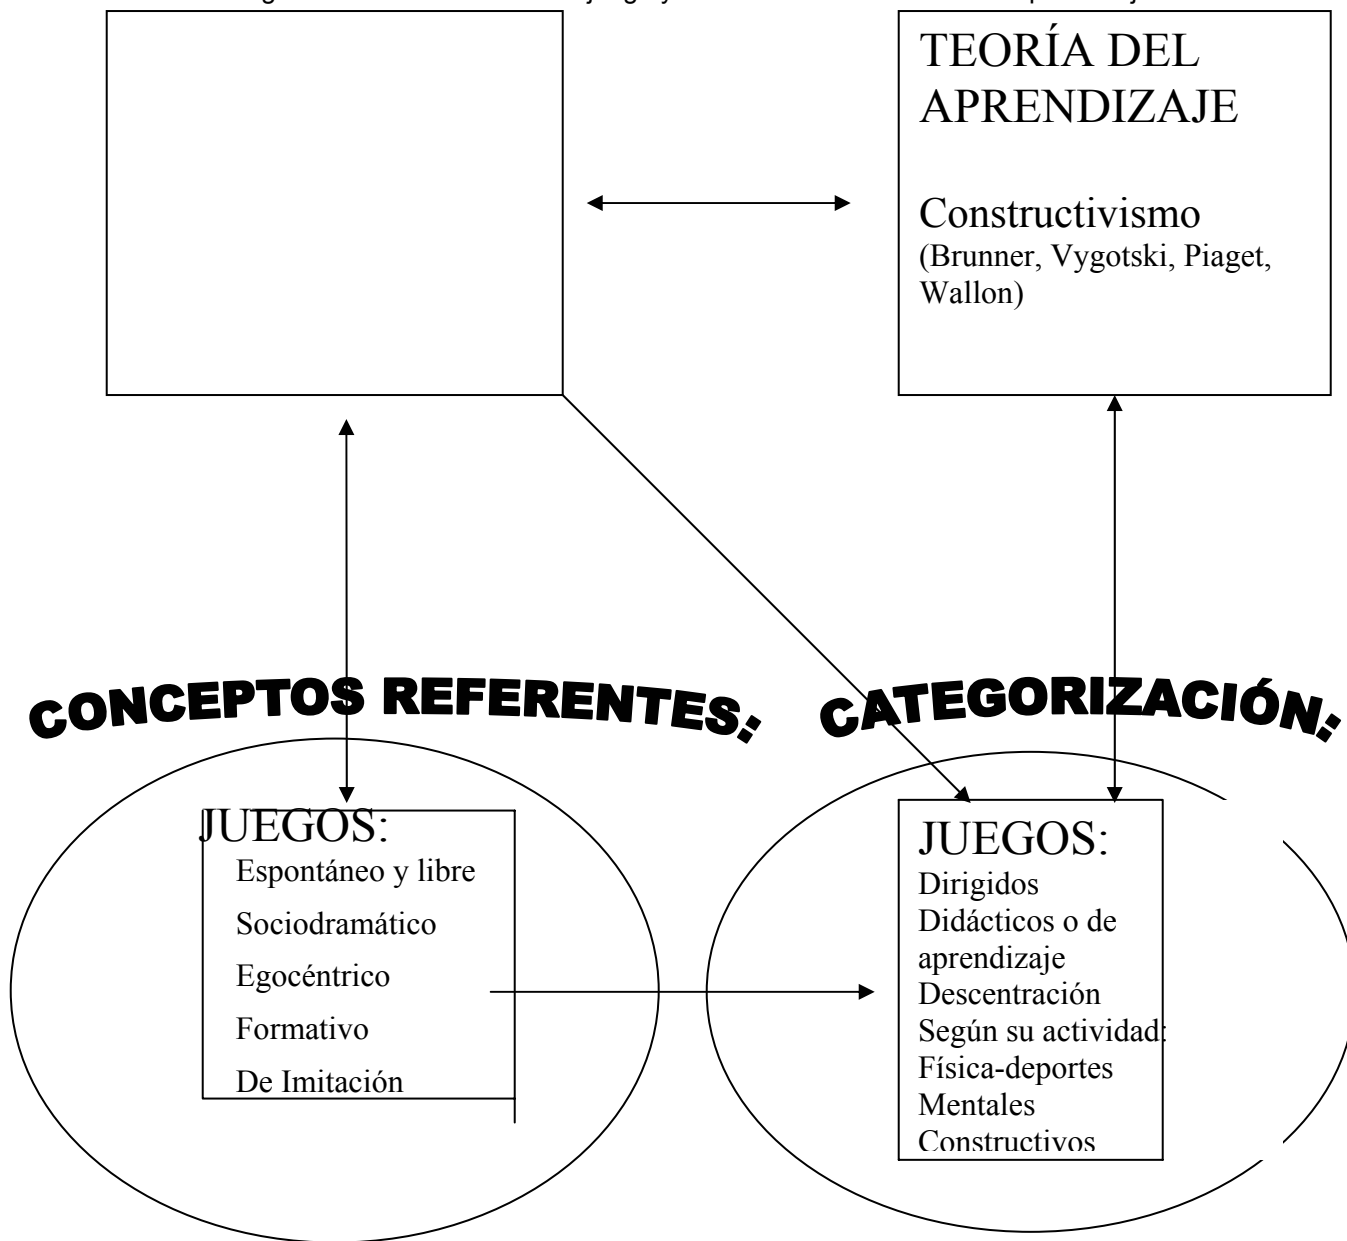 TEORÍA DEL
APRENDIZAJE
Constructivismo
(Brunner, Vygotski, Piaget,
Wallon)
CONCEPTOS REFERENTES:
CATEGORIZACIÓN:
JUEGOS:
Espontáneo y libre
Sociodramático
Egocéntrico
Formativo
De Imitación
JUEGOS:
Dirigidos
Didácticos o de
aprendizaje
Descentración
Según su actividad:
Física-deportes
Mentales
Constructivos